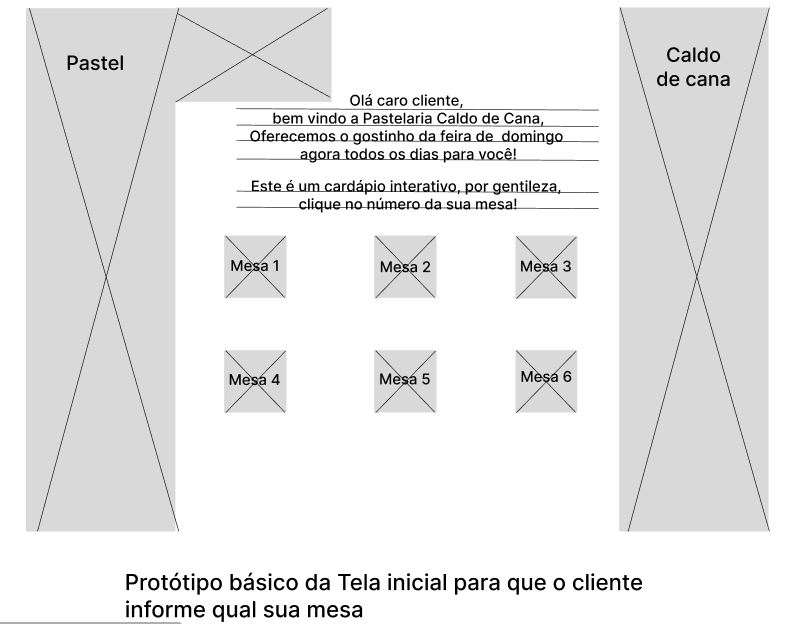 Pastel
Caldo
de cana
Olá caro cliente,
bem vindo a Pastelaria Caldo de Cana,
Oferecemos o gostinho da feira de domingo
agora todos os dias para você!
Este é um cardápio interativo, por gentileza,
clique no número da sua mesa!
Mesa 1
Mesa 2
Mesa 3
Mesa 4
Mesa 5
Mesa 6
Protótipo básico da Tela inicial para que o cliente
informe qual sua mesa